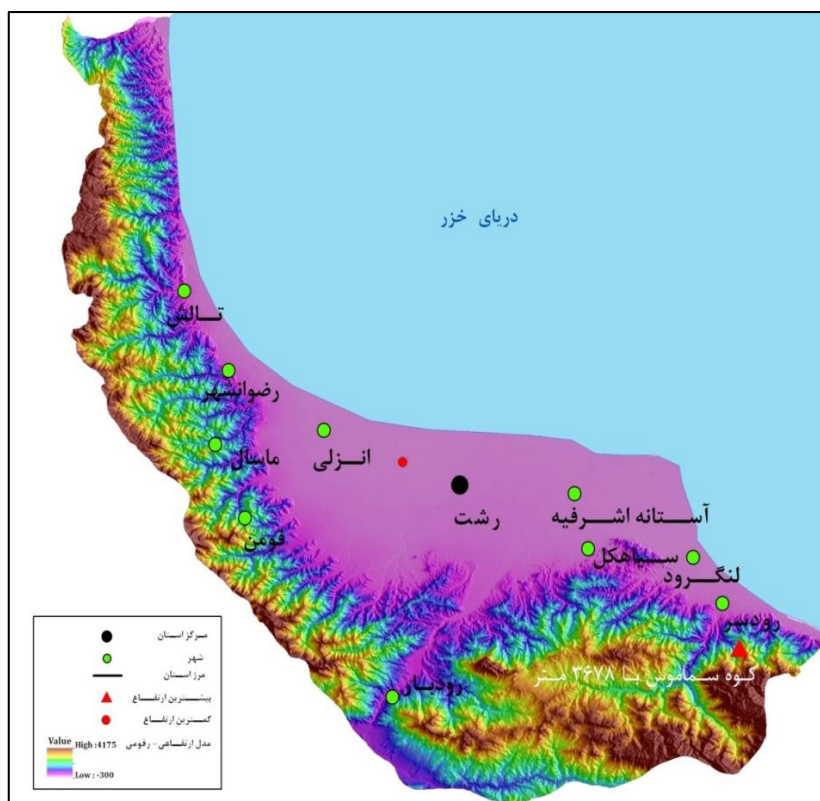 دریای خزر
تالش
رضوانشهر
ماسال
انزلی
رشت
آستانه اشرفیه
فومن
سیاهکل
لنگرود
رودسر
کوه سماموس با ۳۶۷۸ متر
رودبار
مرکز استان
شهر
مرز استان
بیشترین ارتفاع
کمترین ارتفاع
مدل ارتفاعی- رقومی
Value
High :4175
Low : -300